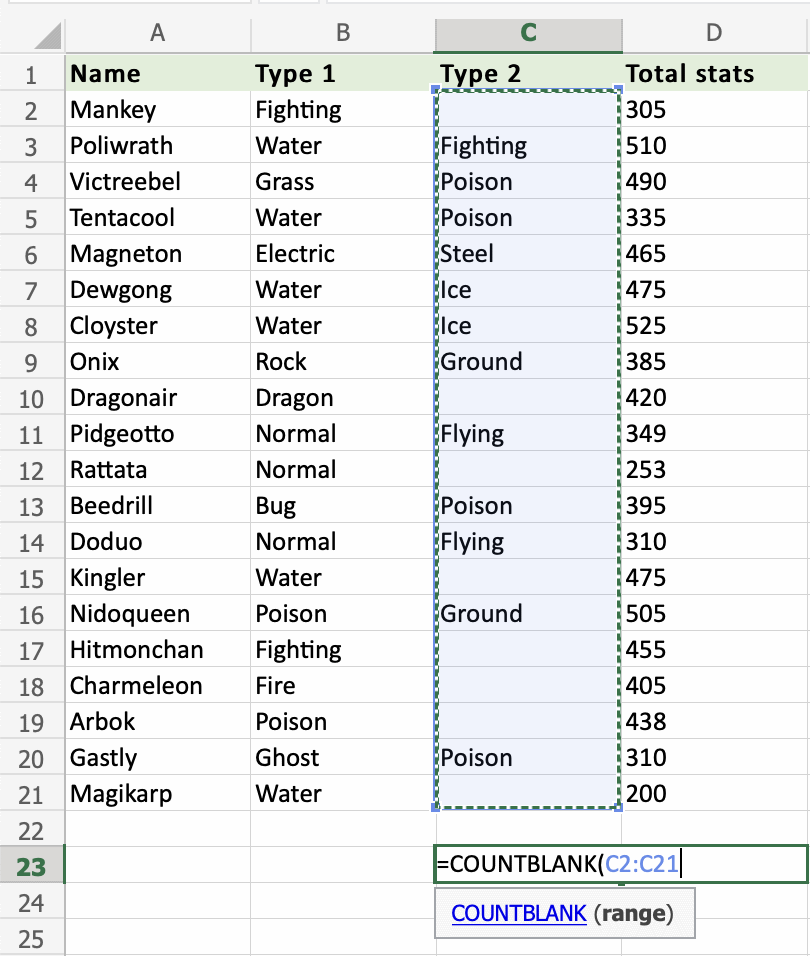 A B C D
1 Name Type 1 Type 2 Total stats
2 Mankey Fighting 305
3 Poliwrath Water Fighting 510
4 Victreebel Grass Poison 490
5 Tentacool Water Poison 335
6 Magneton Electric Steel 465
7 Dewgong Water Ice 475
8 Cloyster Water Ice 525
9 Onix Rock Ground 385
10 Dragonair Dragon 420
11 Pidgeotto Normal Flying 349
12 Rattata Normal 253
13 Beedrill Bug Poison 395
14 Doduo Normal Flying 310
15 Kingler Water 475
16 Nidoqueen Poison Ground 505
17 Hitmonchan Fighting 455
18 Charmeleon Fire 405
19 Arbok Poison 438
20 Gastly Ghost Poison 310
21 Magikarp Water 200
22
23 =COUNTBLANK(C2:C21
24 COUNTBLANK (range)
25